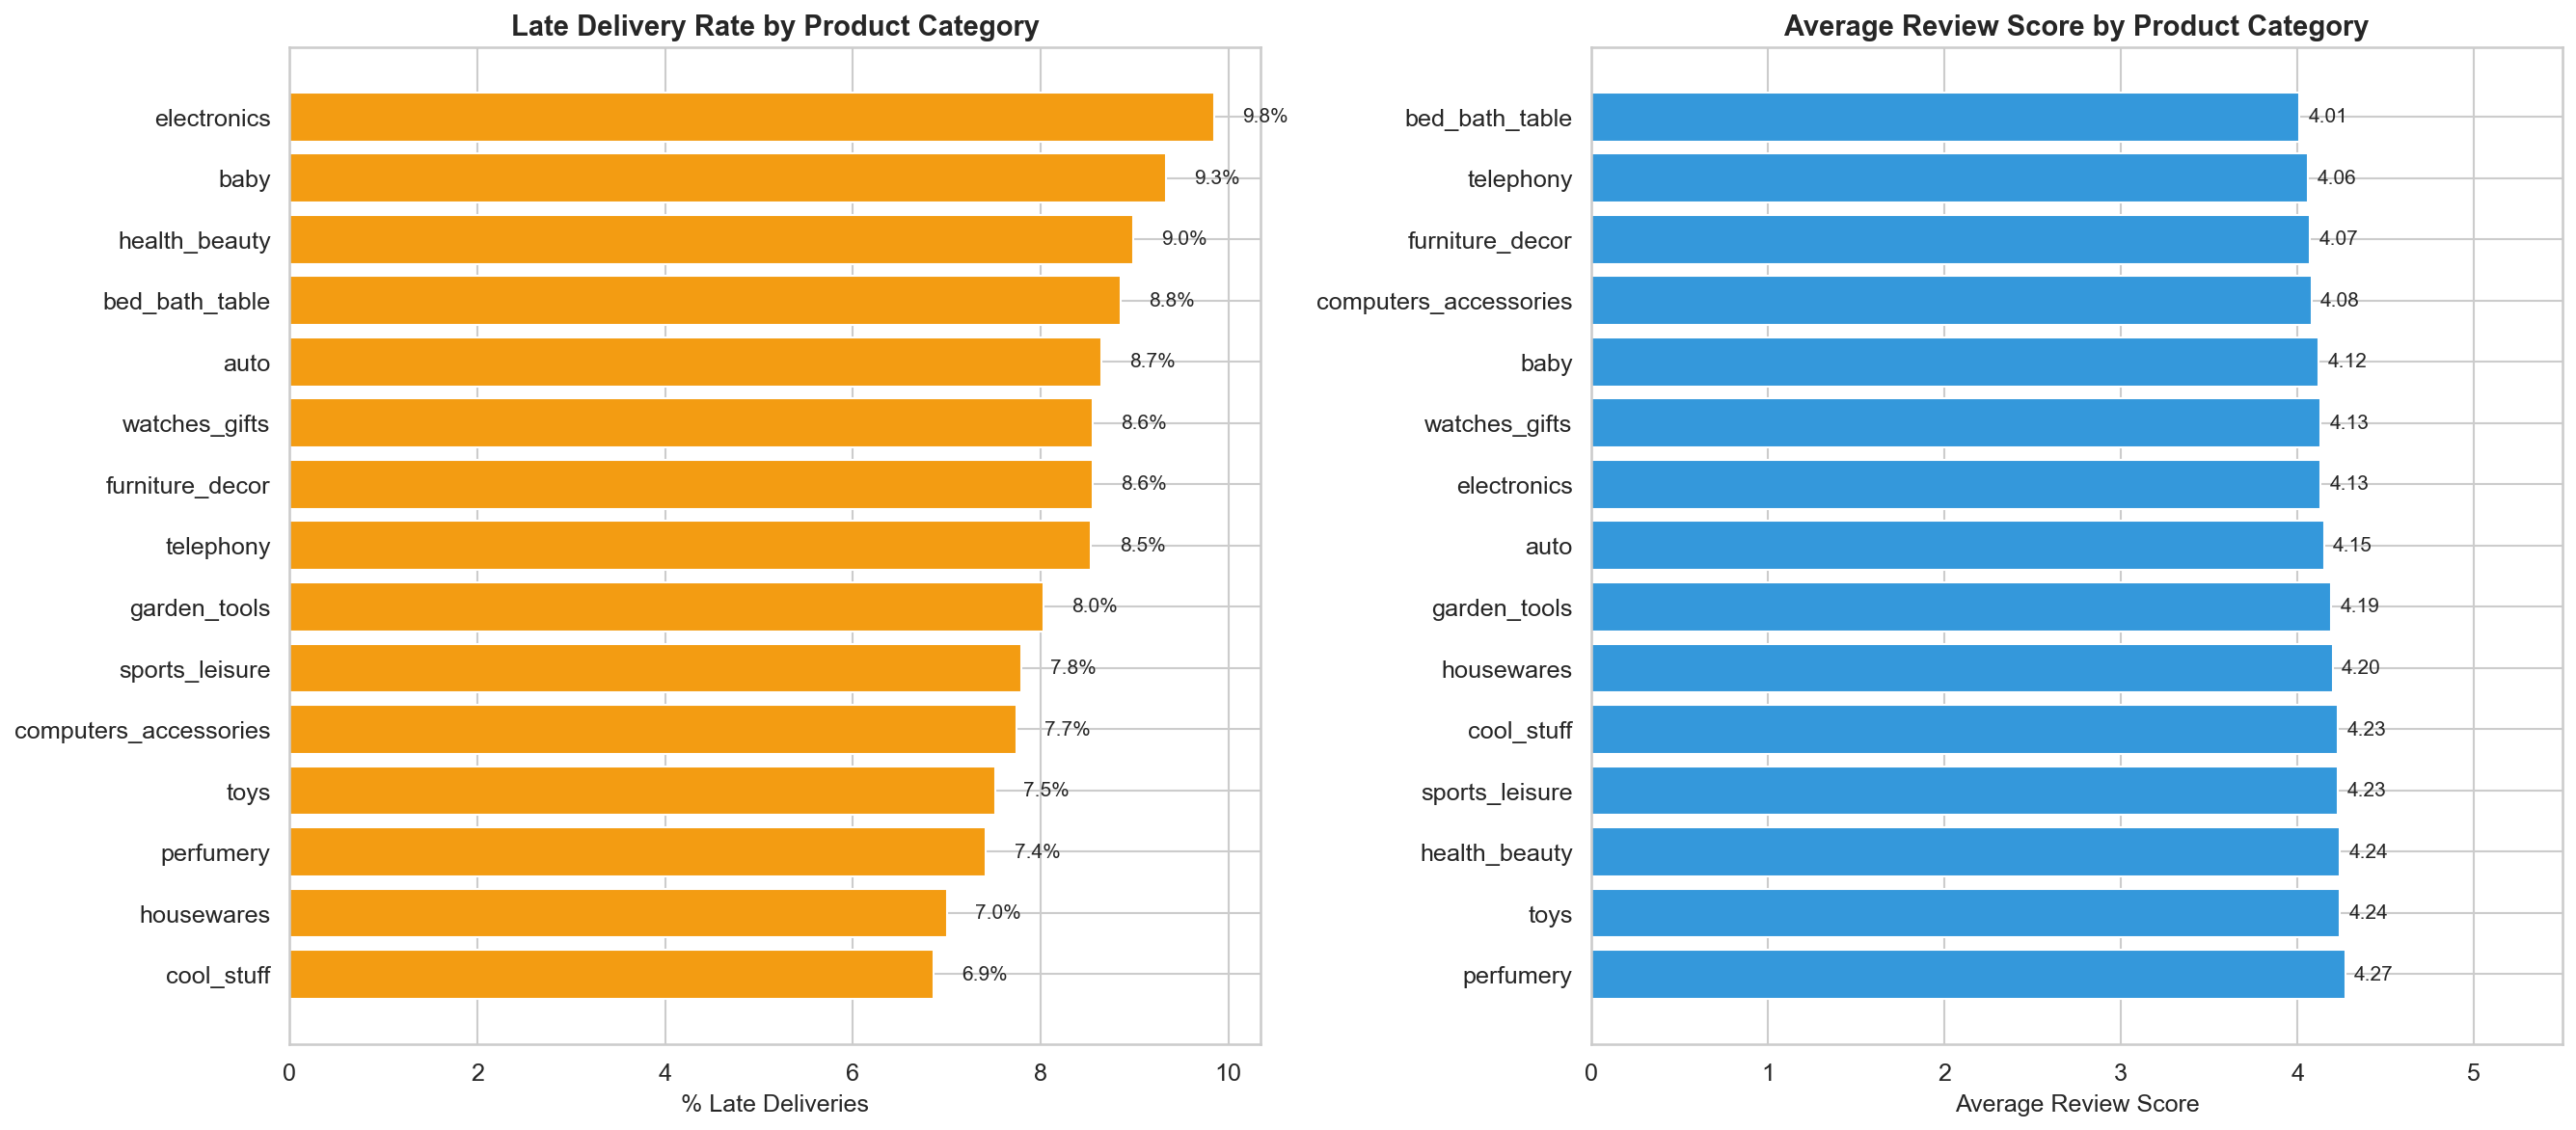 Late Delivery Rate by Product Category
electronics 9.8%
baby 9.3%
health_beauty 9.0%
bed_bath_table 8.8%
auto 8.7%
watches_gifts 8.6%
furniture_decor 8.6%
telephony 8.5%
garden_tools 8.0%
sports_leisure 7.8%
computers_accessories 7.7%
toys 7.5%
perfumery 7.4%
housewares 7.0%
cool_stuff 6.9%
0 2 4 6 8 10
% Late Deliveries
Average Review Score by Product Category
bed_bath_table 4.01
telephony 4.06
furniture_decor 4.07
computers_accessories 4.08
baby 4.12
watches_gifts 4.13
electronics 4.13
auto 4.15
garden_tools 4.19
housewares 4.20
cool_stuff 4.23
sports_leisure 4.23
health_beauty 4.24
toys 4.24
perfumery 4.27
0 1 2 3 4 5
Average Review Score